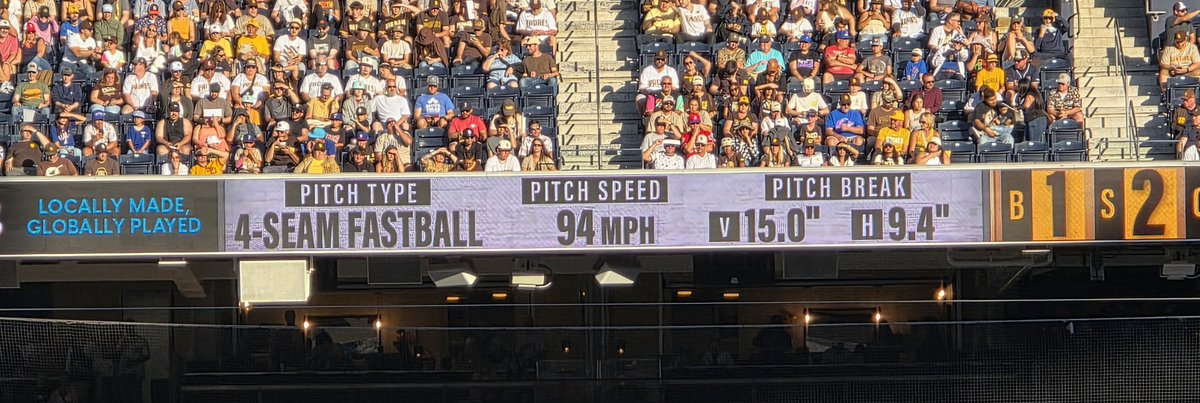 LOCALLY MADE,
GLOBALLY PLAYED
PITCH TYPE
4-SEAM FASTBALL
PITCH SPEED
94 MPH
PITCH BREAK
V 15.0" H 9.4"
B 1 S 2